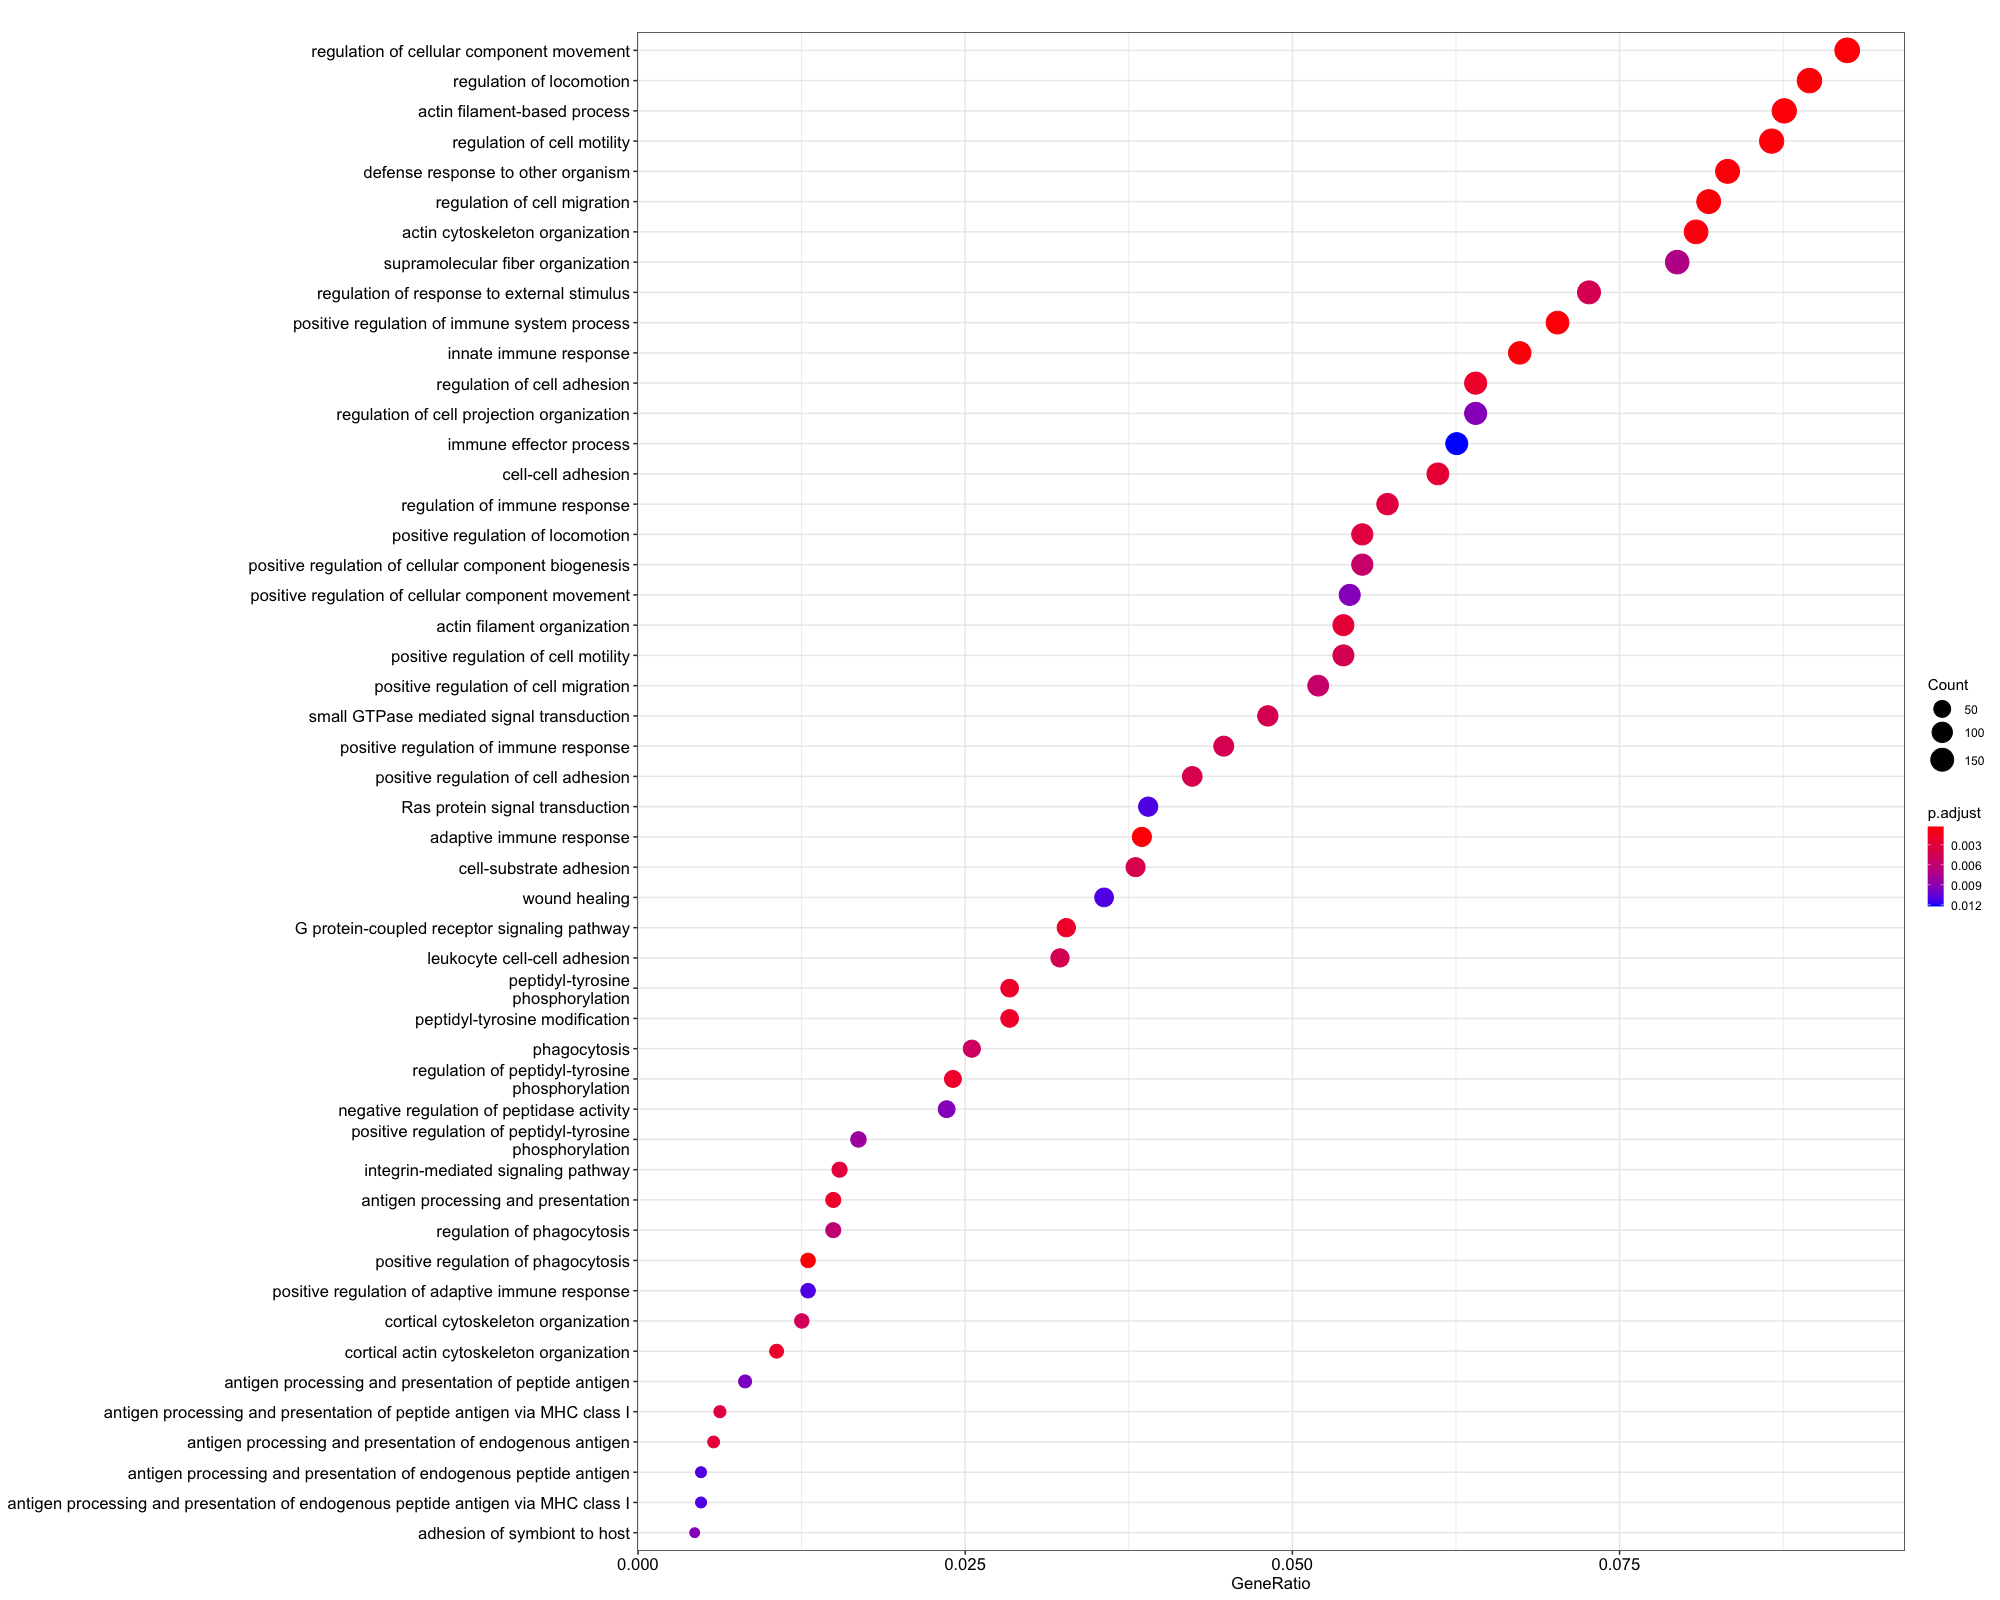 regulation of cellular component movement
regulation of locomotion
actin filament-based process
regulation of cell motility
defense response to other organism
regulation of cell migration
actin cytoskeleton organization
supramolecular fiber organization
regulation of response to external stimulus
positive regulation of immune system process
innate immune response
regulation of cell adhesion
regulation of cell projection organization
immune effector process
cell-cell adhesion
regulation of immune response
positive regulation of locomotion
positive regulation of cellular component biogenesis
positive regulation of cellular component movement
actin filament organization
positive regulation of cell motility
positive regulation of cell migration
small GTPase mediated signal transduction
positive regulation of immune response
positive regulation of cell adhesion
Ras protein signal transduction
adaptive immune response
cell-substrate adhesion
wound healing
G protein-coupled receptor signaling pathway
leukocyte cell-cell adhesion
peptidyl-tyrosine
phosphorylation
peptidyl-tyrosine modification
phagocytosis
regulation of peptidyl-tyrosine
phosphorylation
negative regulation of peptidase activity
positive regulation of peptidyl-tyrosine
phosphorylation
integrin-mediated signaling pathway
antigen processing and presentation
regulation of phagocytosis
positive regulation of phagocytosis
positive regulation of adaptive immune response
cortical cytoskeleton organization
cortical actin cytoskeleton organization
antigen processing and presentation of peptide antigen
antigen processing and presentation of peptide antigen via MHC class I
antigen processing and presentation of endogenous antigen
antigen processing and presentation of endogenous peptide antigen
antigen processing and presentation of endogenous peptide antigen via MHC class I
adhesion of symbiont to host
0.000 0.025 0.050 0.075
GeneRatio
Count
50
100
150
p.adjust
0.003
0.006
0.009
0.012